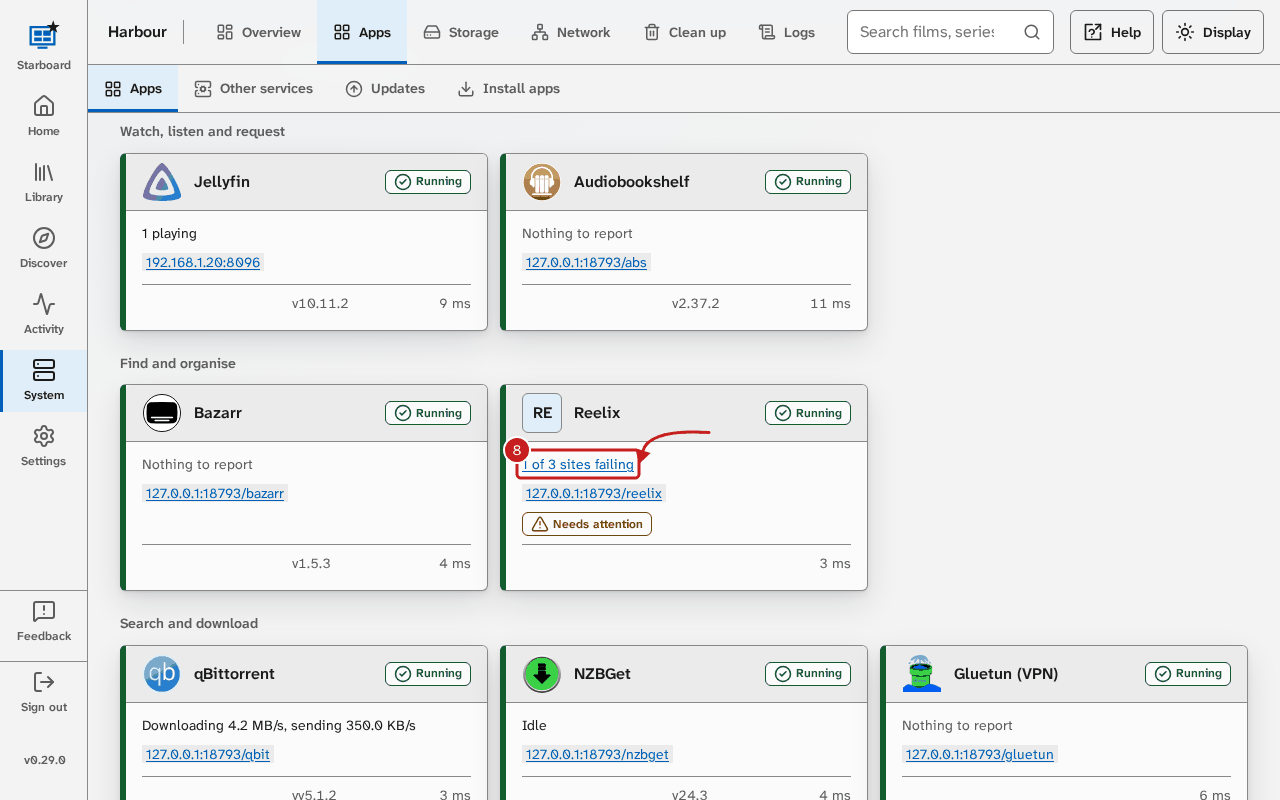 Starboard
Home
Library
Discover
Activity
System
Settings
Feedback
Sign out
v0.29.0
Harbour
Overview
Apps
Storage
Network
Clean up
Logs
Search films, series
Help
Display
Apps
Other services
Updates
Install apps
Watch, listen and request
Jellyfin
Running
1 playing
192.168.1.20:8096
v10.11.2
9 ms
Audiobookshelf
Running
Nothing to report
127.0.0.1:18793/abs
v2.37.2
11 ms
Find and organise
Bazarr
Running
Nothing to report
127.0.0.1:18793/bazarr
v1.5.3
4 ms
RE
Reelix
Running
8
1 of 3 sites failing
127.0.0.1:18793/reelix
Needs attention
3 ms
Search and download
qb
qBittorrent
Running
Downloading 4.2 MB/s, sending 350.0 KB/s
127.0.0.1:18793/qbit
vv5.1.2
3 ms
NZBGet
Running
Idle
127.0.0.1:18793/nzbget
v24.3
4 ms
Gluetun (VPN)
Running
Nothing to report
127.0.0.1:18793/gluetun
6 ms